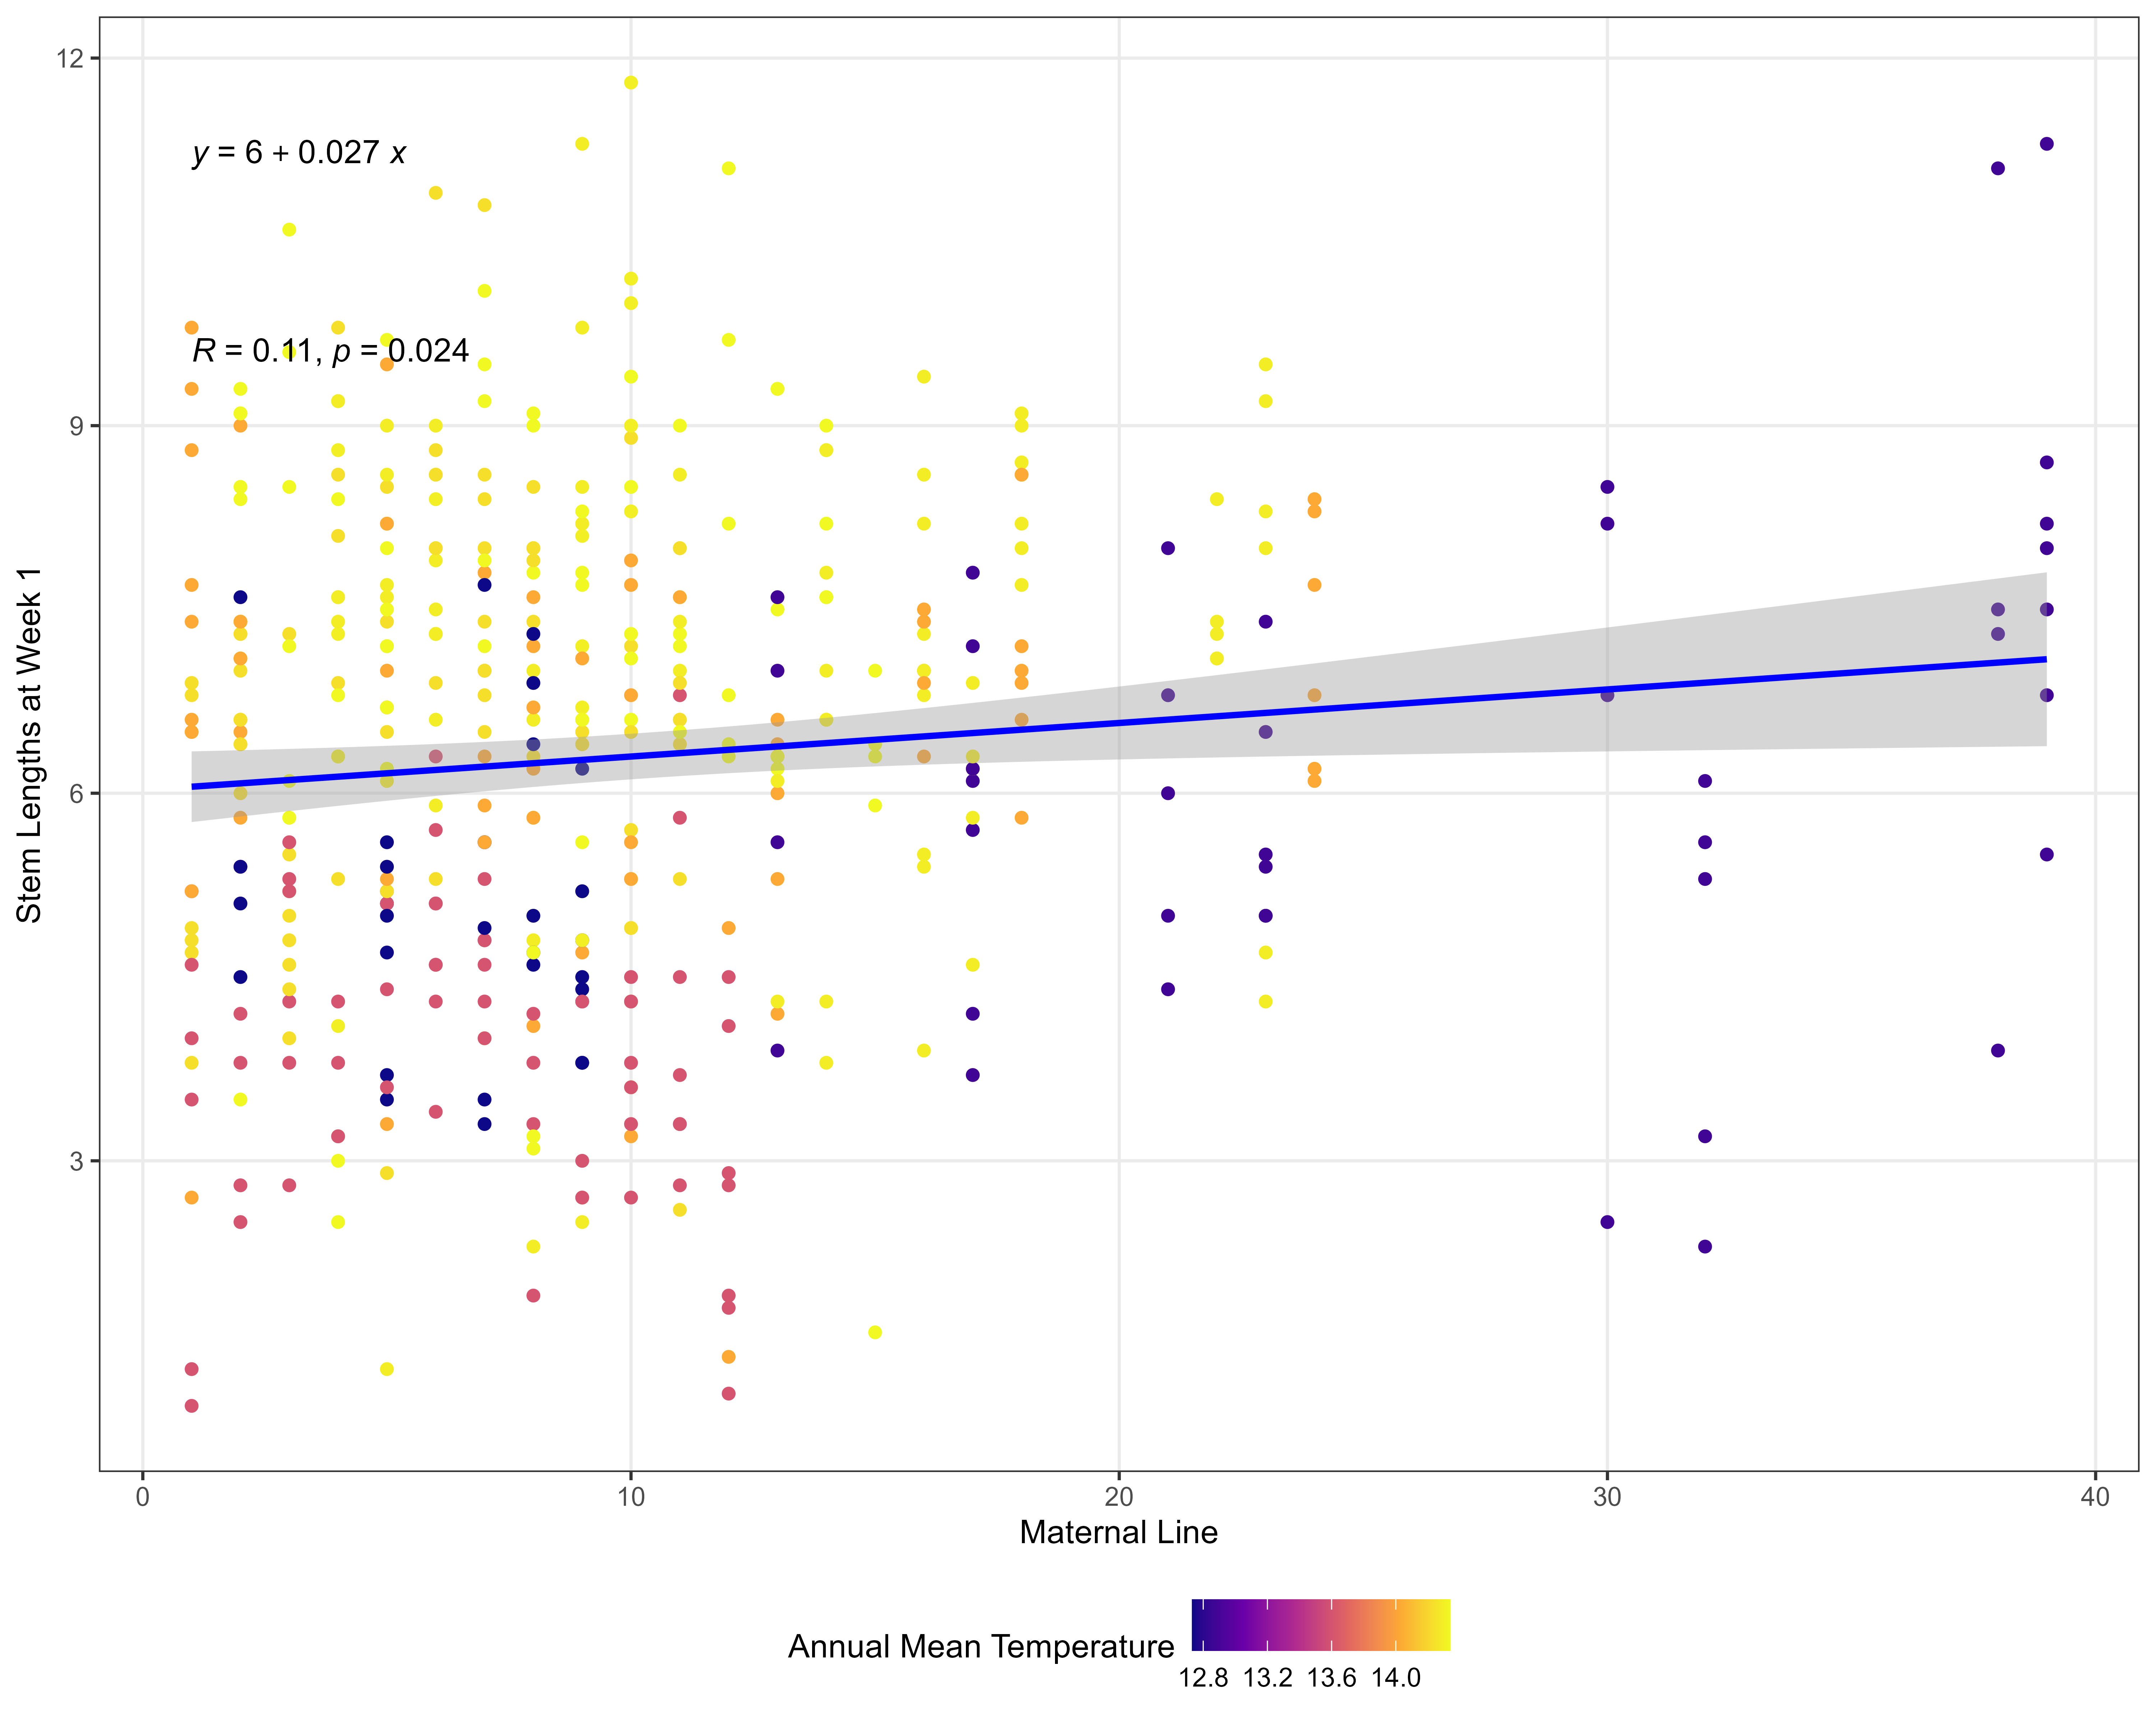 12
y = 6 + 0.027 x
R = 0.11, p = 0.024
9
6
3
Stem Lengths at Week 1
0 10 20 30 40
Maternal Line
Annual Mean Temperature
12.8 13.2 13.6 14.0